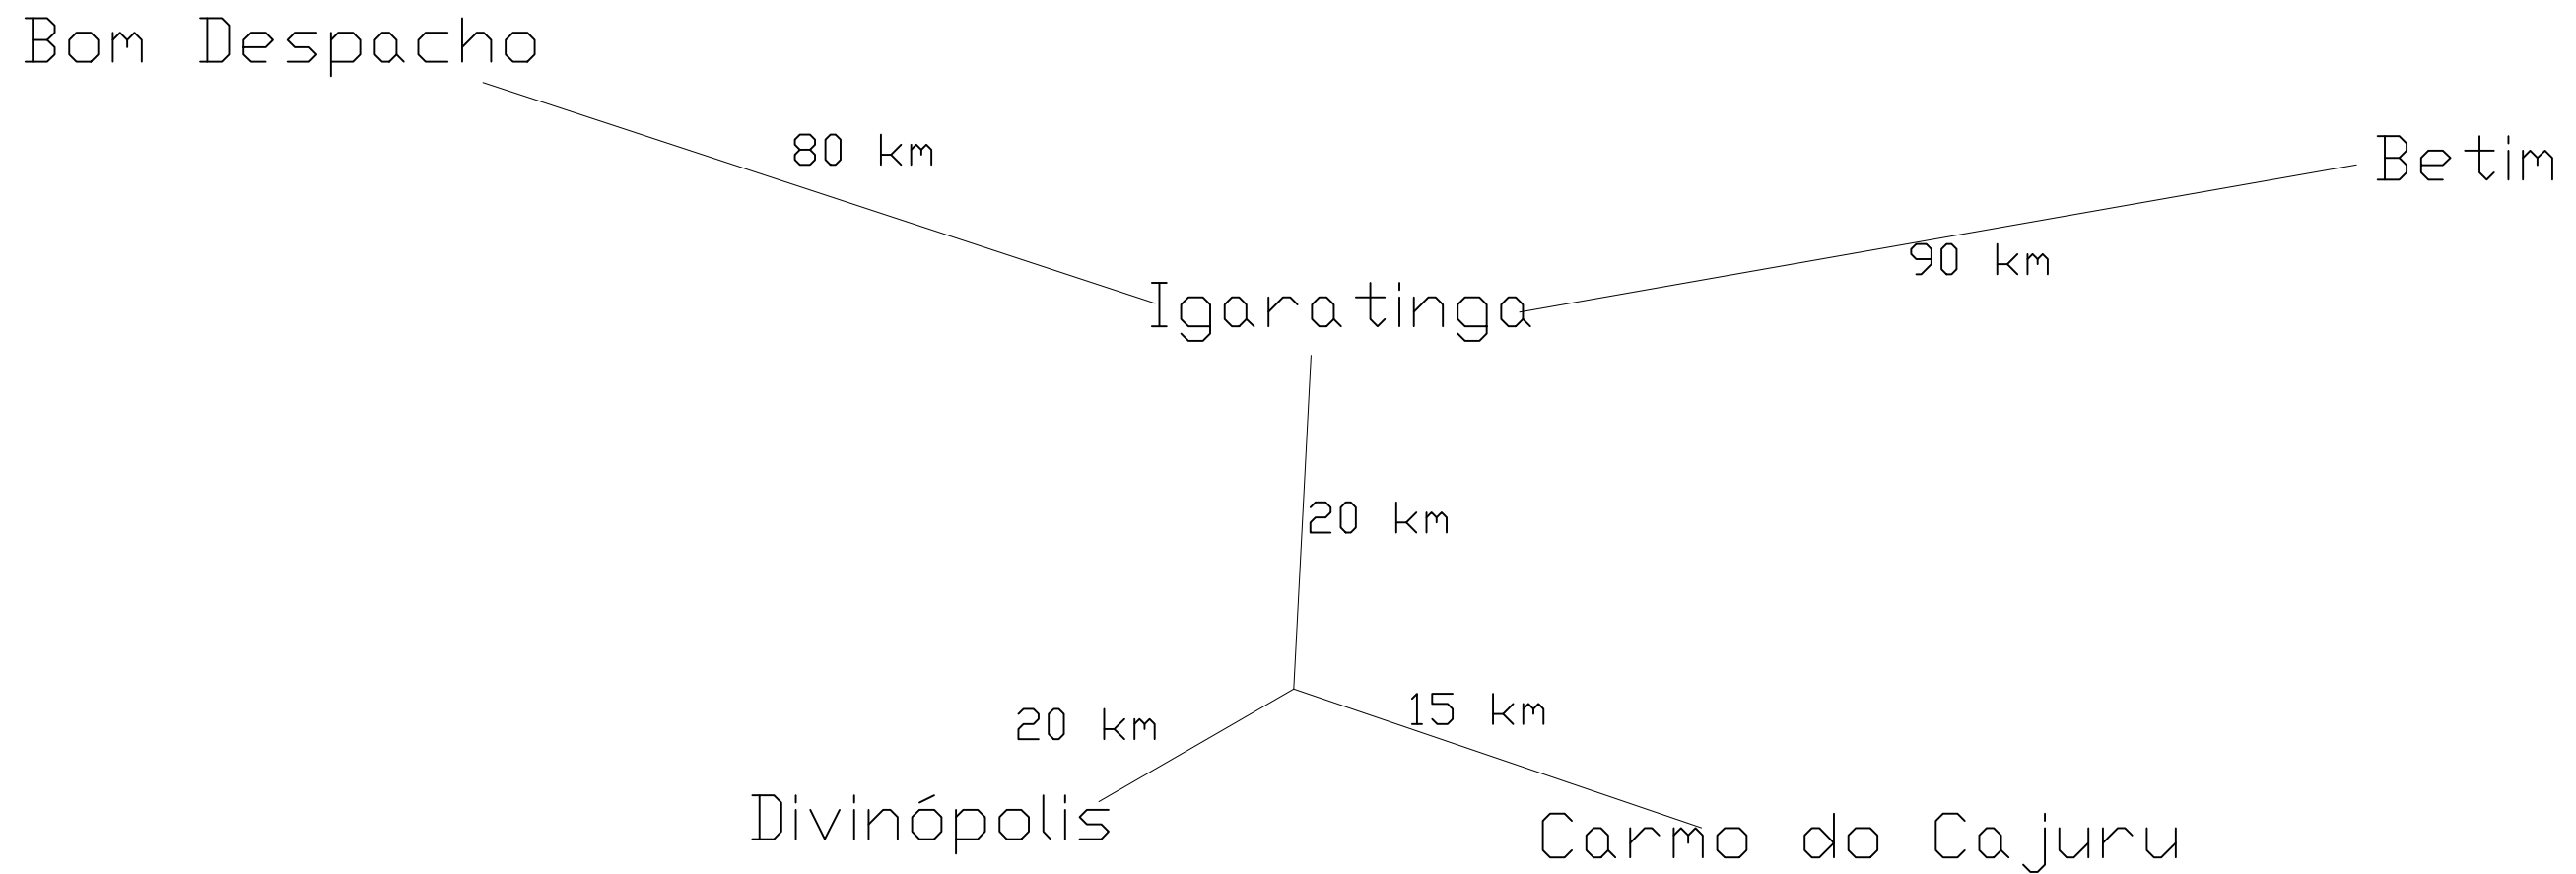 Bom Despacho
80 km
Betim
90 km
Igaratinga
20 km
20 km
15 km
Divinópolis
Carmo do Cajuru